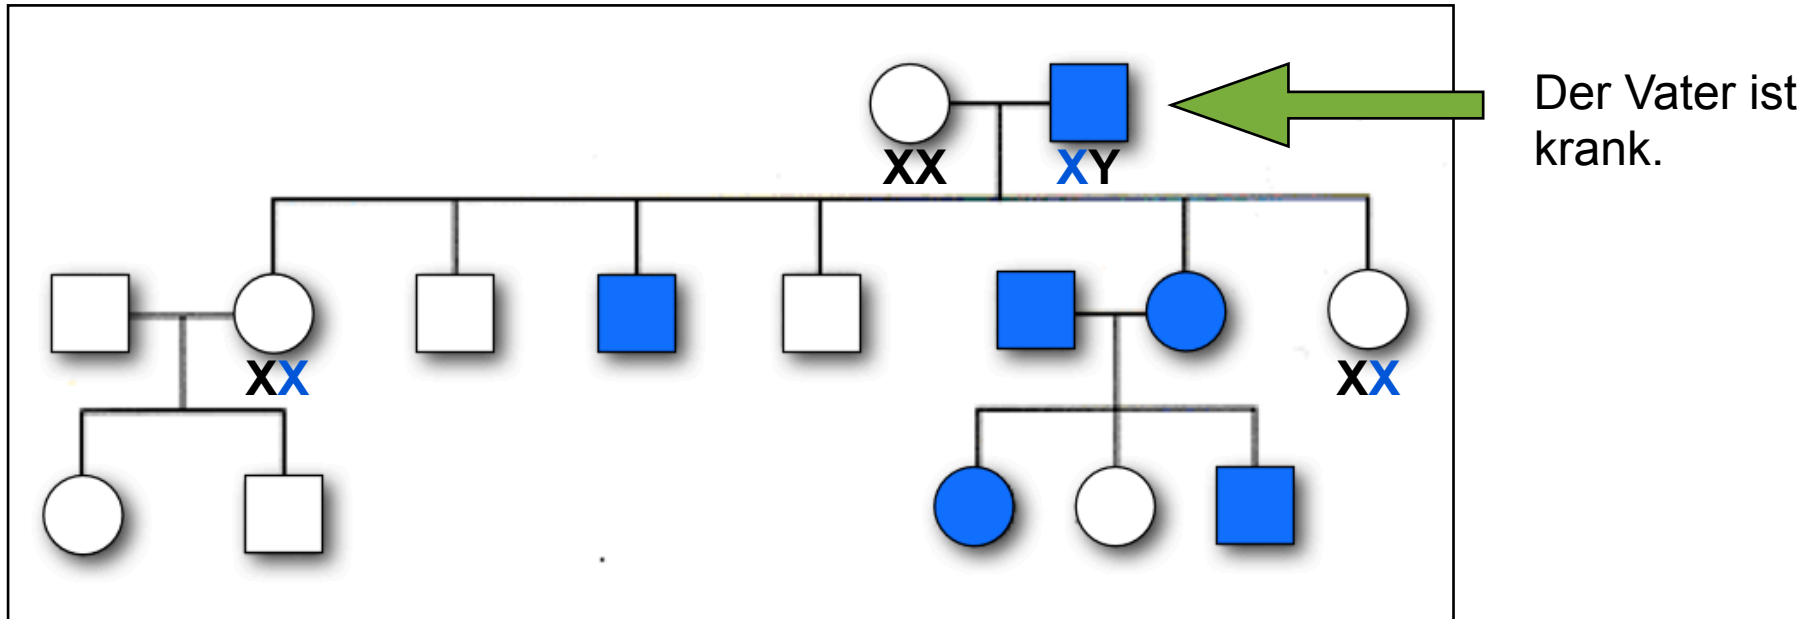 Der Vater ist
krank.
XX
XY
XX
XX